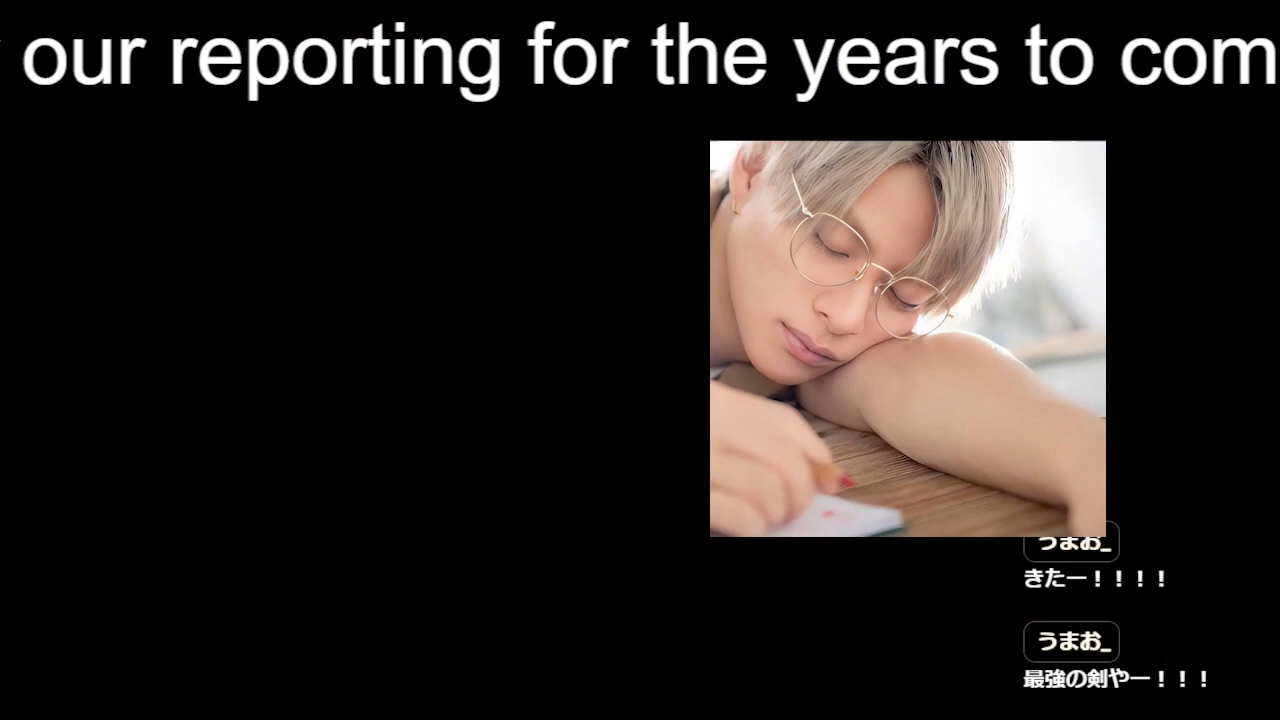 our reporting for the years to com
うまお_
きたー！！！！
うまお_
最強の剣やー！！！